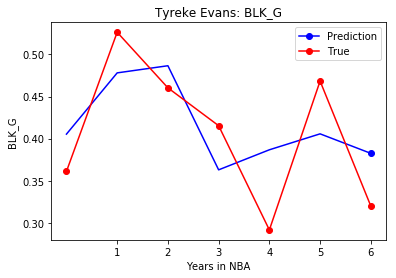 Tyreke Evans: BLK_G
Prediction
True
BLK_G
0.50
0.45
0.40
0.35
0.30
1 2 3 4 5 6
Years in NBA